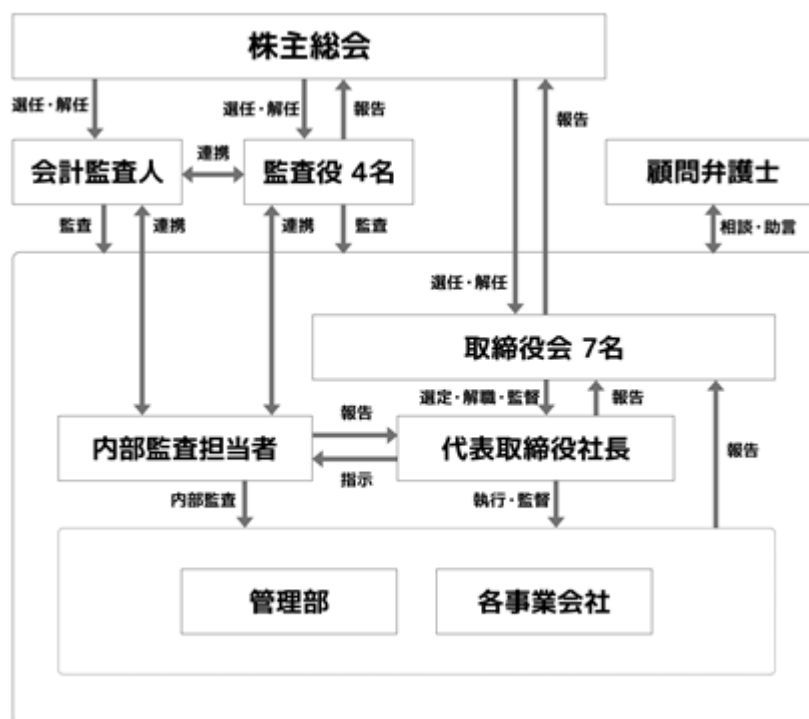 株主総会
選任・解任
選任・解任
報告
報告
会計監査人
連携
監査役 4名
顧問弁護士
監査
連携
連携
監査
相談・助言
選任・解任
取締役会 7名
選定・解職・監督
報告
内部監査担当者
報告
指示
代表取締役社長
報告
内部監査
執行・監督
管理部
各事業会社